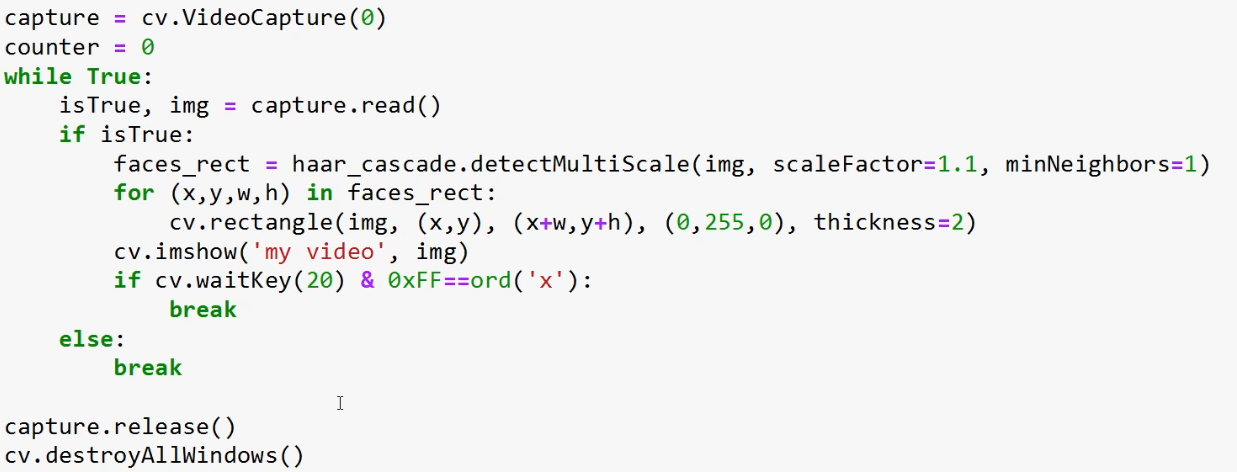 capture = cv.VideoCapture(0)
counter = 0
while True:
    isTrue, img = capture.read()
    if isTrue:
        faces_rect = haar_cascade.detectMultiScale(img, scaleFactor=1.1, minNeighbors=1)
        for (x,y,w,h) in faces_rect:
            cv.rectangle(img, (x,y), (x+w,y+h), (0,255,0), thickness=2)
        cv.imshow('my video', img)
        if cv.waitKey(20) & 0xFF==ord('x'):
            break
    else:
        break
capture.release()
cv.destroyAllWindows()